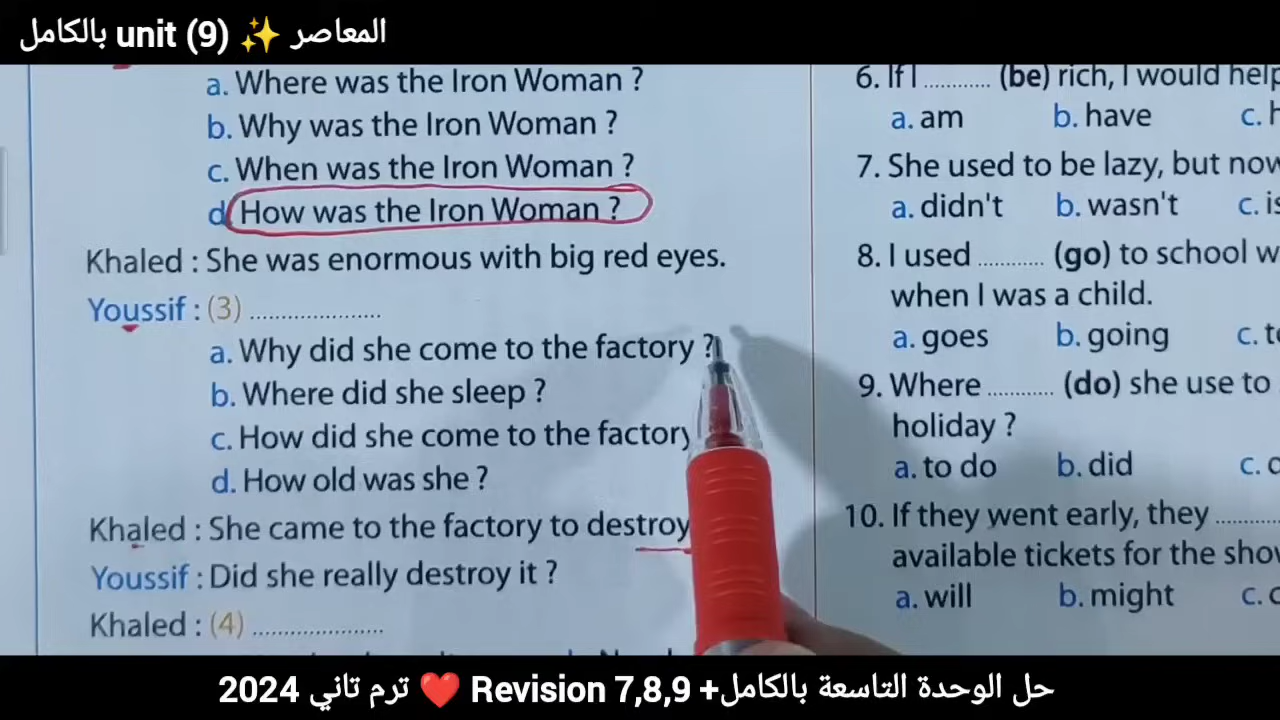 المعاصر ✨ unit (9) بالكامل
a. Where was the Iron Woman ?
b. Why was the Iron Woman ?
c. When was the Iron Woman ?
d How was the Iron Woman ?
Khaled : She was enormous with big red eyes.
Youssif : (3) ....................
a. Why did she come to the factory ?
b. Where did she sleep ?
c. How did she come to the factory
d. How old was she ?
Khaled : She came to the factory to destroy
Youssif : Did she really destroy it ?
Khaled : (4) ....................
6. If I .......... (be) rich, I would help
a. am b. have c.
7. She used to be lazy, but now
a. didn't b. wasn't c. is
8. I used .......... (go) to school
when I was a child.
a. goes b. going c.
9. Where .......... (do) she use to
holiday ?
a. to do b. did c.
10. If they went early, they ..........
available tickets for the show
a. will b. might c.
حل الوحدة التاسعة بالكامل+ Revision 7,8,9 ❤️ ترم تاني 2024